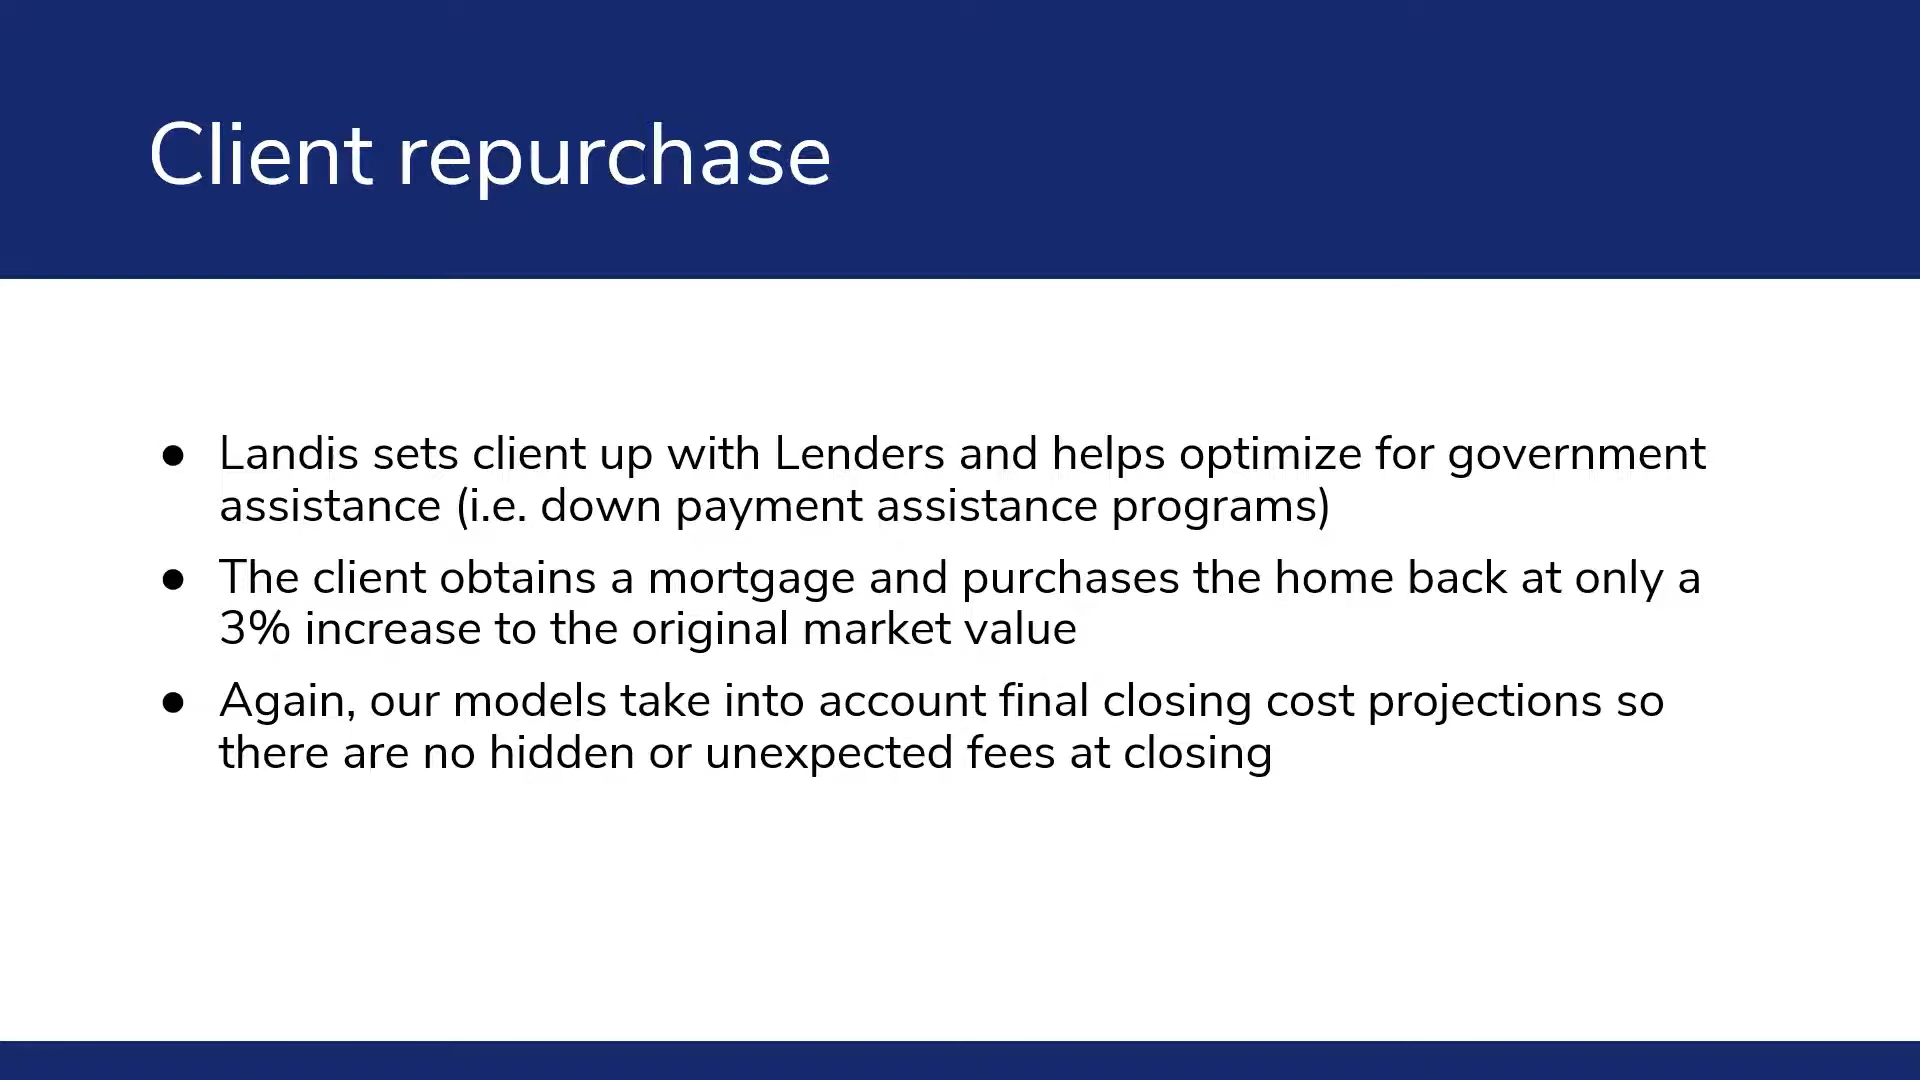 Client repurchase
● Landis sets client up with Lenders and helps optimize for government
assistance (i.e. down payment assistance programs)
● The client obtains a mortgage and purchases the home back at only a
3% increase to the original market value
● Again, our models take into account final closing cost projections so
there are no hidden or unexpected fees at closing